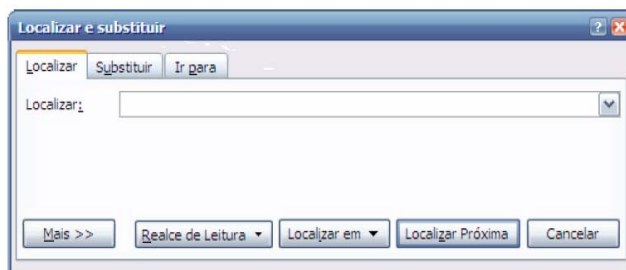 Localizar e substituir
Localizar Substituir Ir para
Localizar:
Mais >> Realce de Leitura Localizar em Localizar Próxima Cancelar